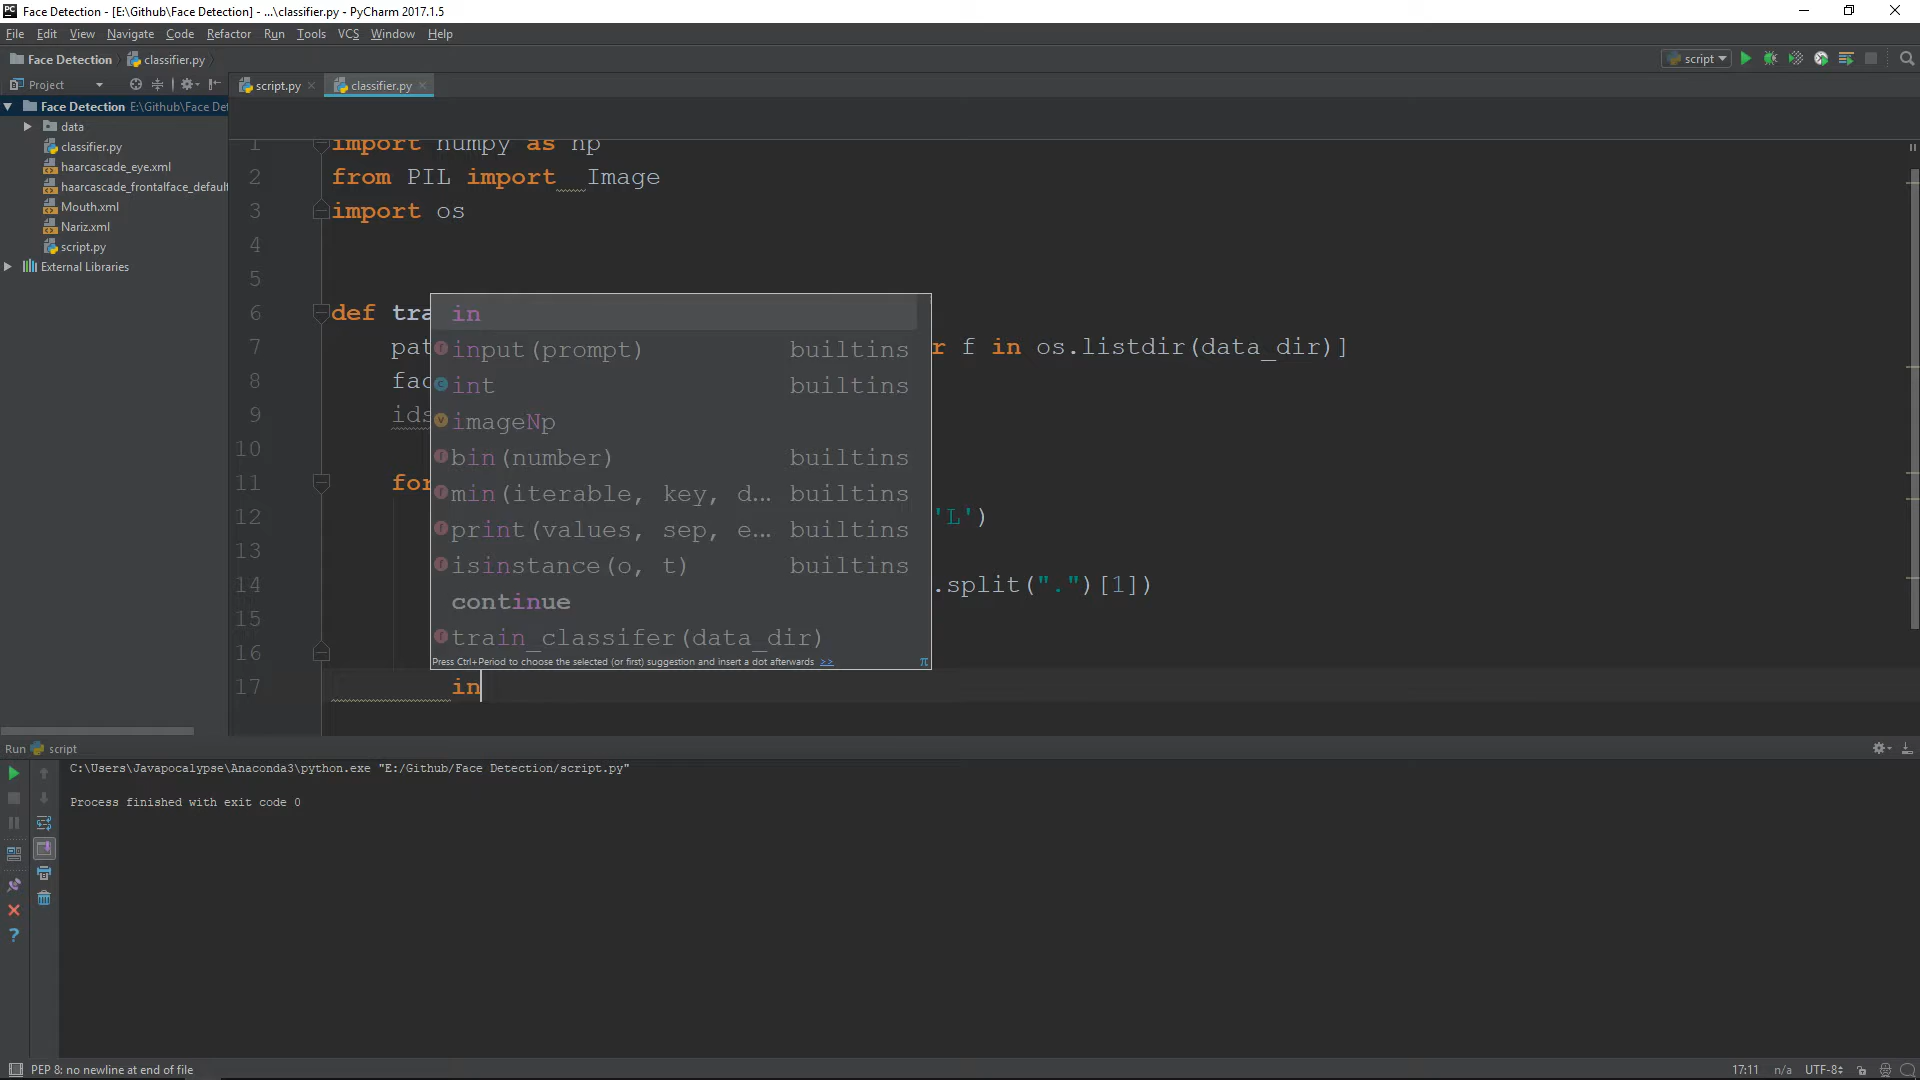 Face Detection - [E:\Github\Face Detection] - ...\classifier.py - PyCharm 2017.1.5
File Edit View Navigate Code Refactor Run Tools VCS Window Help
Face Detection classifier.py script
Project script.py classifier.py
Face Detection E:\Github\Face Det
data
classifier.py
haarcascade_eye.xml
haarcascade_frontalface_default
Mouth.xml
Nariz.xml
script.py
External Libraries
1 import numpy as np
2 from PIL import Image
3 import os
4
5
6 def tra
7 pat r f in os.listdir(data_dir)]
8 fac
9 ids
10
11 for
12 'L')
13
14 .split(".")[1])
15
16
17 in
in
input(prompt) builtins
int builtins
imageNp
bin(number) builtins
min(iterable, key, d... builtins
print(values, sep, e... builtins
isinstance(o, t) builtins
continue
train_classifer(data_dir)
Press Ctrl+Period to choose the selected (or first) suggestion and insert a dot afterwards >> π
Run script
C:\Users\Javapocalypse\Anaconda3\python.exe "E:/Github/Face Detection/script.py"
Process finished with exit code 0
PEP 8: no newline at end of file 17:11 n/a UTF-8